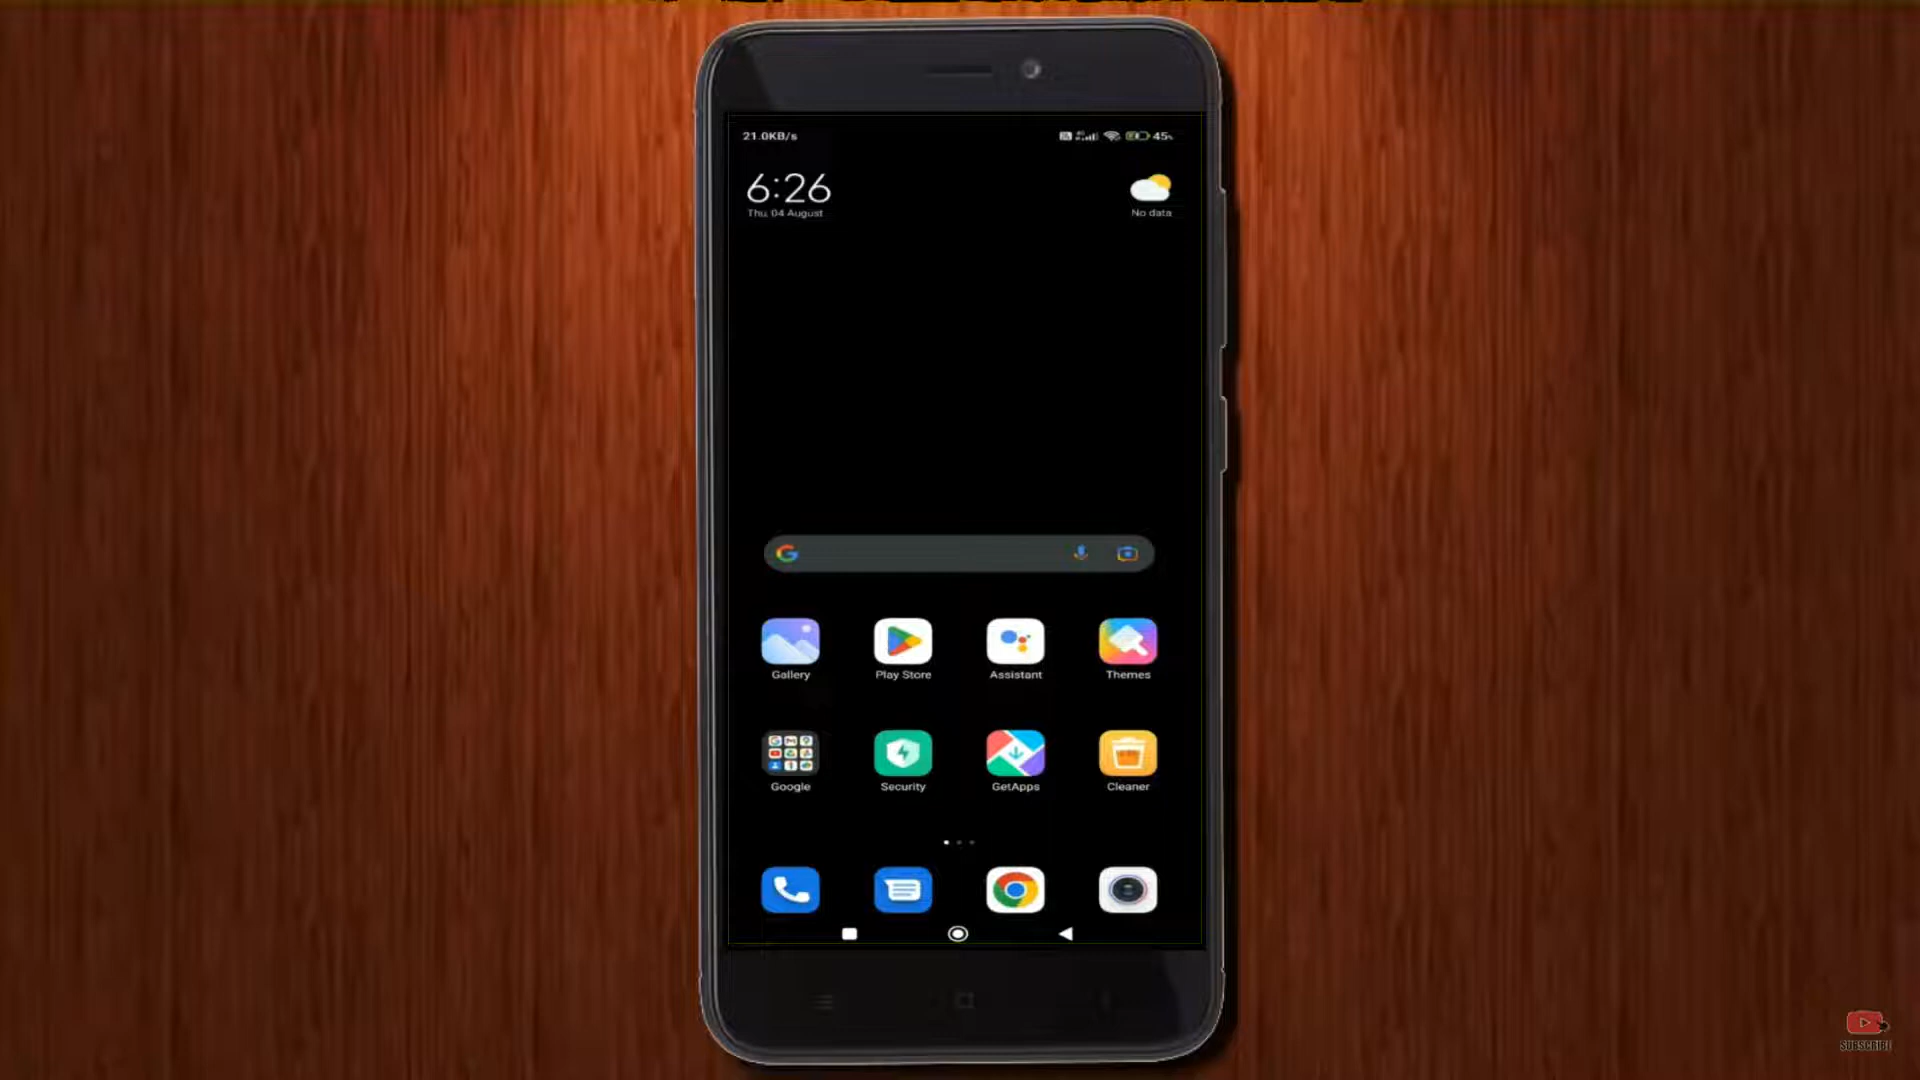 21.0KB/s
45%
6:26
Thu, 04 August
No data
Gallery
Play Store
Assistant
Themes
Google
Security
GetApps
Cleaner
SUBSCRIBE